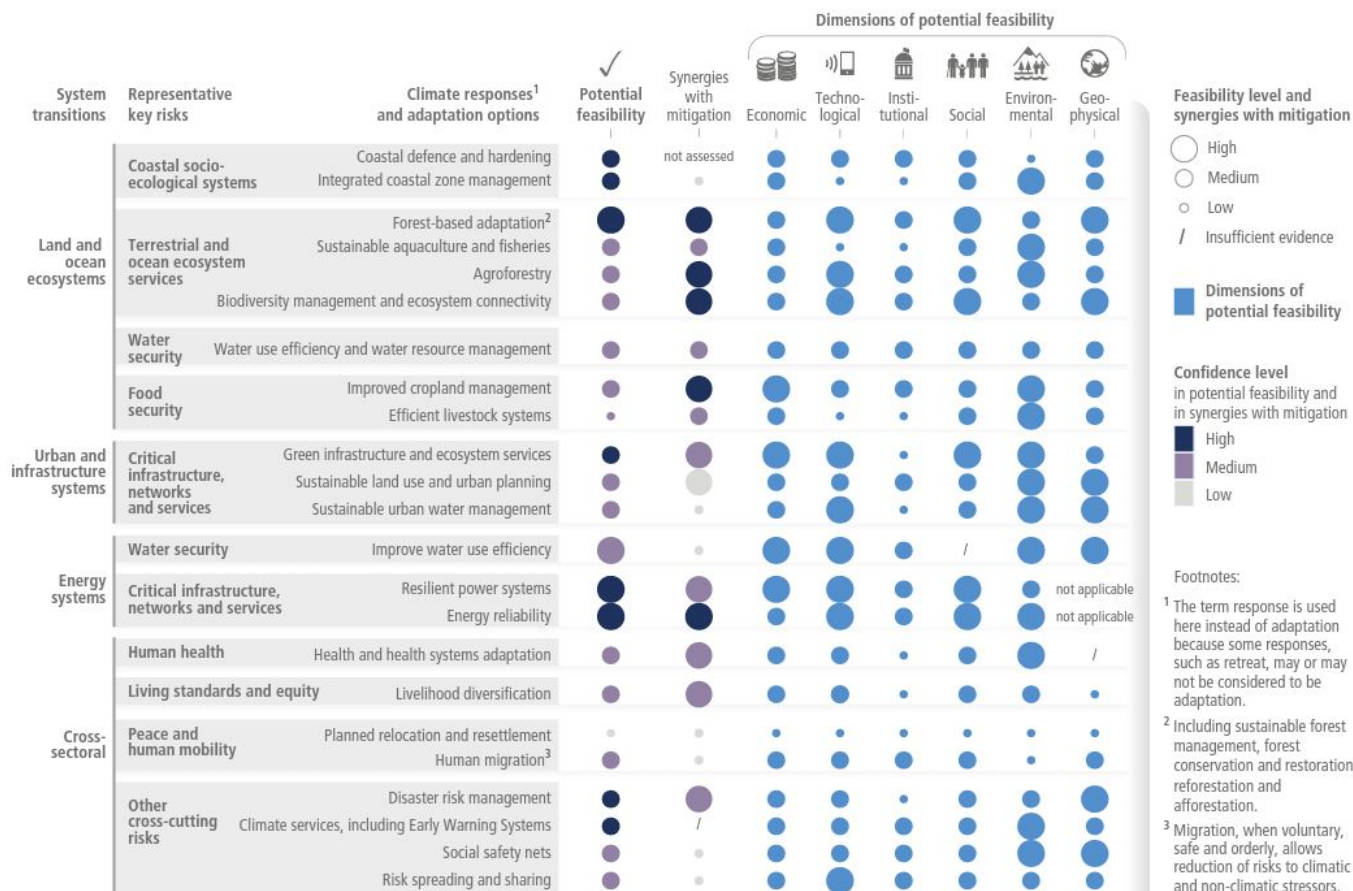 Dimensions of potential feasibility
System transitions
Representative key risks
Climate responses1 and adaptation options
Potential feasibility
Synergies with mitigation
Economic
Techno-logical
Insti-tutional
Social
Environ-mental
Geo-physical
Land and ocean ecosystems
Coastal socio-ecological systems
Coastal defence and hardening
not assessed
Integrated coastal zone management
Terrestrial and ocean ecosystem services
Forest-based adaptation2
Sustainable aquaculture and fisheries
Agroforestry
Biodiversity management and ecosystem connectivity
Water security
Water use efficiency and water resource management
Food security
Improved cropland management
Efficient livestock systems
Urban and infrastructure systems
Critical infrastructure, networks and services
Green infrastructure and ecosystem services
Sustainable land use and urban planning
Sustainable urban water management
Energy systems
Water security
Improve water use efficiency
/
Critical infrastructure, networks and services
Resilient power systems
not applicable
Energy reliability
not applicable
Cross-sectoral
Human health
Health and health systems adaptation
/
Living standards and equity
Livelihood diversification
Peace and human mobility
Planned relocation and resettlement
Human migration3
Other cross-cutting risks
Disaster risk management
Climate services, including Early Warning Systems
/
Social safety nets
Risk spreading and sharing
Feasibility level and
synergies with mitigation
High
Medium
Low
/ Insufficient evidence
Dimensions of
potential feasibility
Confidence level
in potential feasibility and
in synergies with mitigation
High
Medium
Low
Footnotes:
1 The term response is used
here instead of adaptation
because some responses,
such as retreat, may or may
not be considered to be
adaptation.
2 Including sustainable forest
management, forest
conservation and restoration,
reforestation and
afforestation.
3 Migration, when voluntary,
safe and orderly, allows
reduction of risks to climatic
and non-climatic stressors.